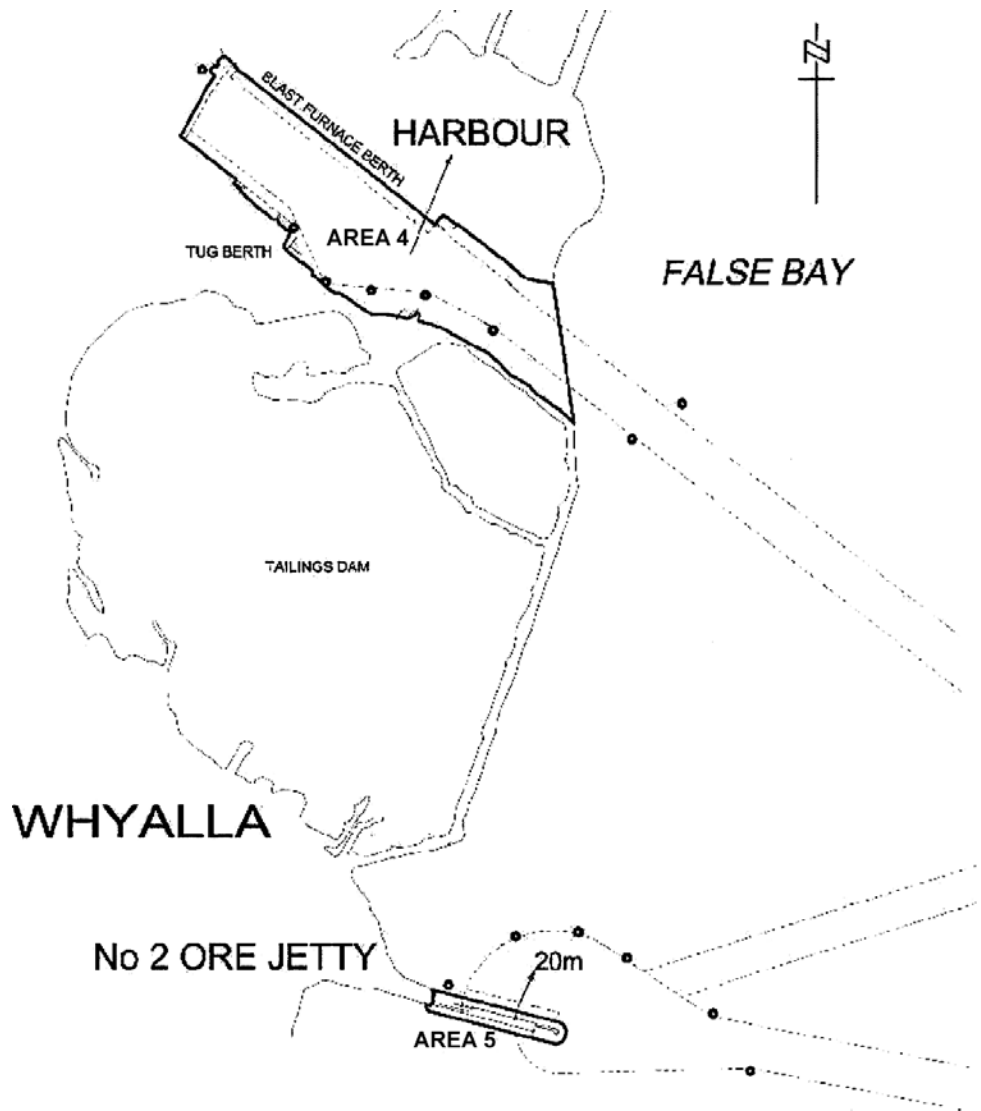 N
BLAST FURNACE BERTH
HARBOUR
AREA 4
TUG BERTH
FALSE BAY
TAILINGS DAM
WHYALLA
No 2 ORE JETTY
20m
AREA 5